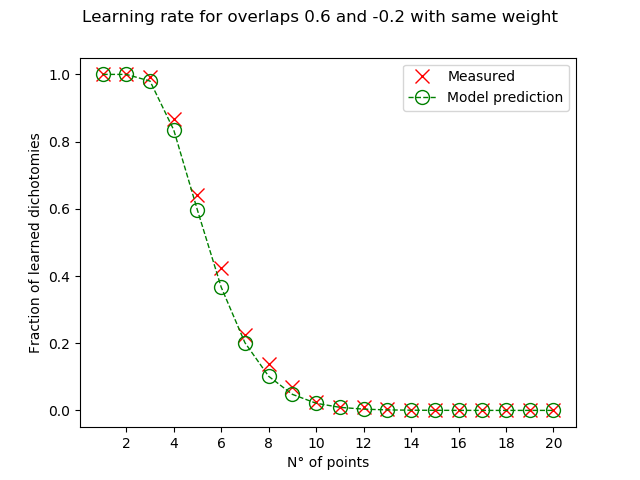 Learning rate for overlaps 0.6 and -0.2 with same weight
Measured
Model prediction
1.0
0.8
0.6
0.4
0.2
0.0
Fraction of learned dichotomies
2 4 6 8 10 12 14 16 18 20
N° of points